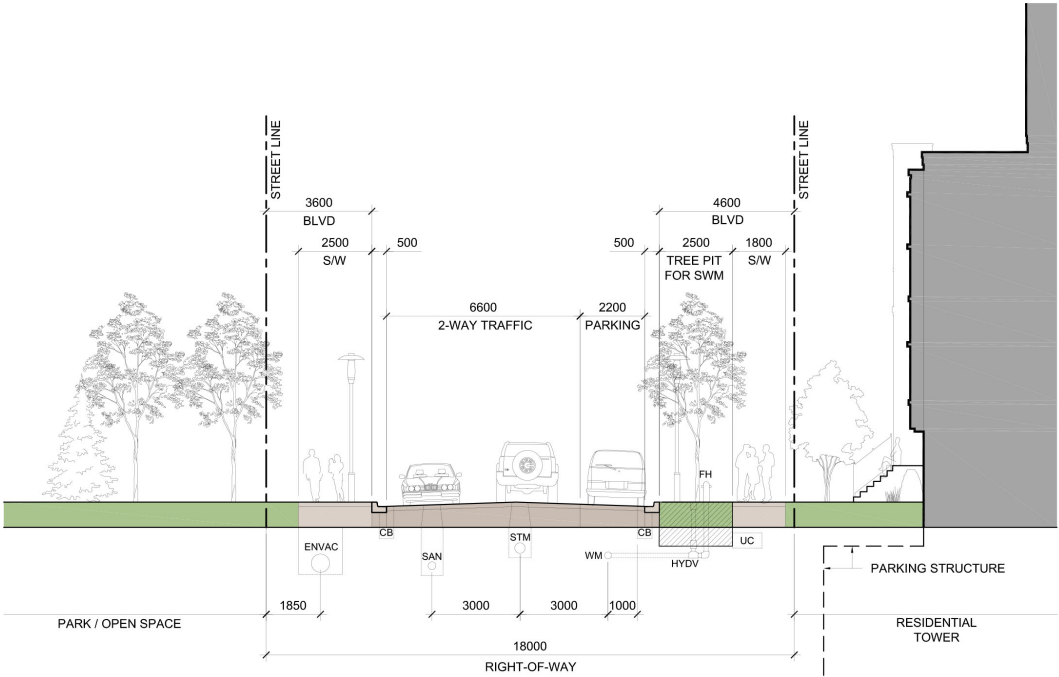 STREET LINE
STREET LINE
3600
BLVD
4600
BLVD
2500
S/W
500
500
2500
TREE PIT
FOR SWM
1800
S/W
6600
2-WAY TRAFFIC
2200
PARKING
FH
CB
CB
ENVAC
SAN
STM
WM
HYDV
UC
PARKING STRUCTURE
1850
3000
3000
1000
PARK / OPEN SPACE
RESIDENTIAL
TOWER
18000
RIGHT-OF-WAY